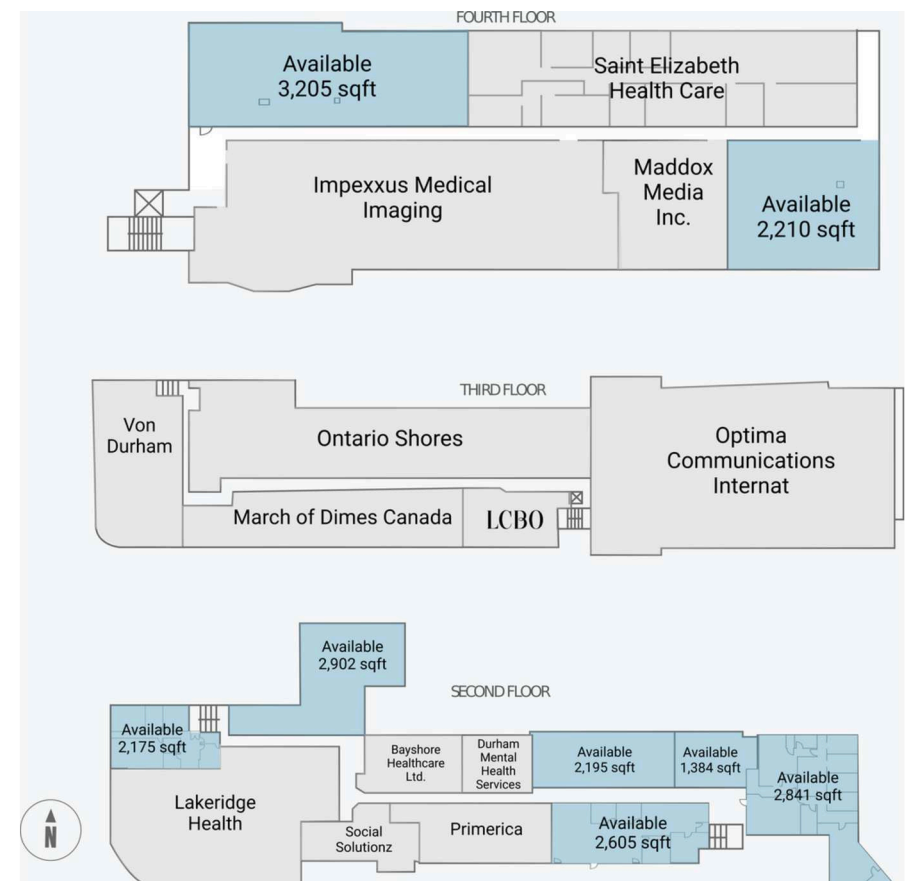 FOURTH FLOOR
Available
3,205 sqft
Saint Elizabeth
Health Care
Impexxus Medical
Imaging
Maddox
Media
Inc.
Available
2,210 sqft
THIRD FLOOR
Von
Durham
Ontario Shores
Optima
Communications
Internat
March of Dimes Canada
LCBO
SECOND FLOOR
Available
2,902 sqft
Available
2,175 sqft
Bayshore
Healthcare
Ltd.
Durham
Mental
Health
Services
Available
2,195 sqft
Available
1,384 sqft
Available
2,841 sqft
Lakeridge
Health
Social
Solutionz
Primerica
Available
2,605 sqft
N